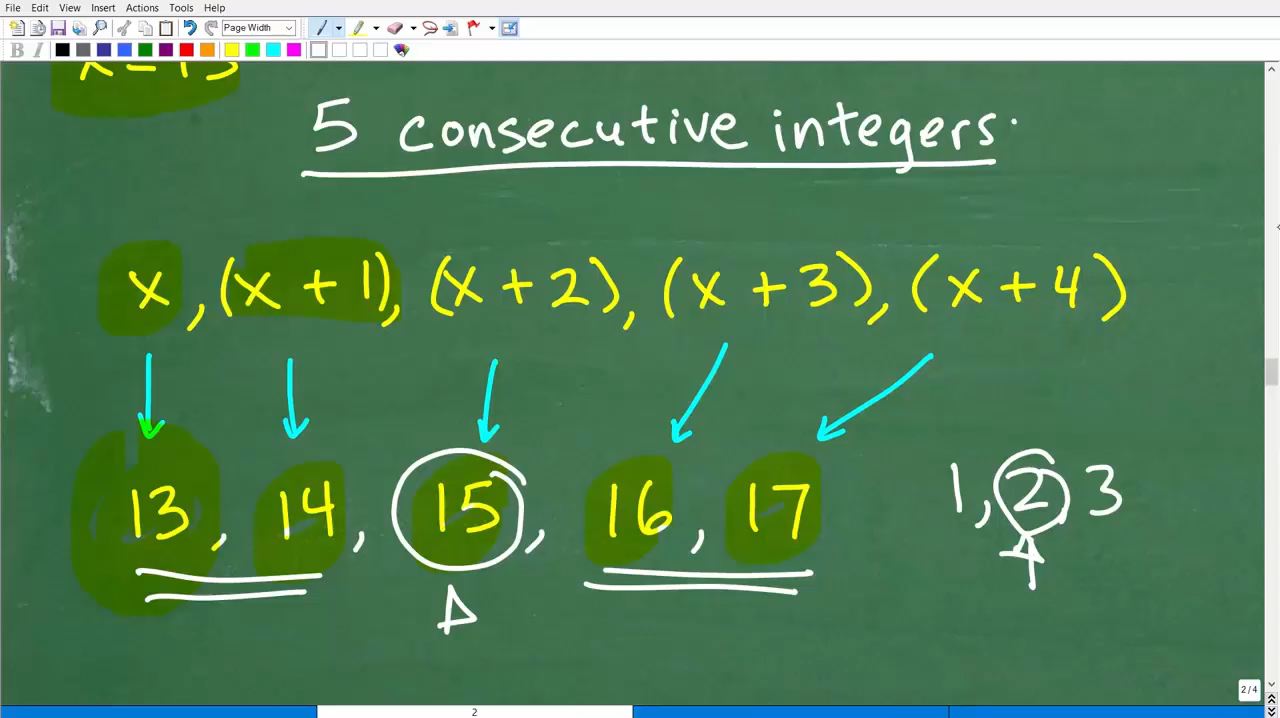 File Edit View Insert Actions Tools Help
Page Width
B I
5 consecutive integers.
x, (x + 1), (x + 2), (x + 3), (x + 4)
13, 14, 15, 16, 17
1, 2, 3
2/4
2